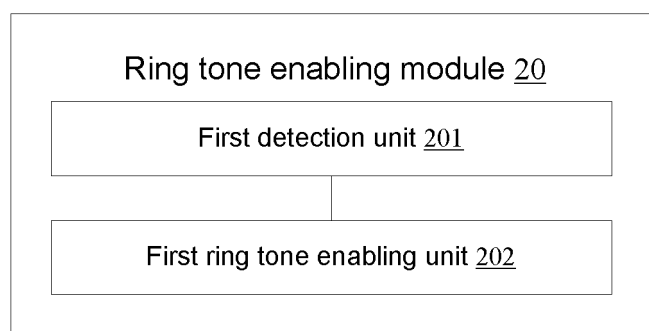 Ring tone enabling module 20
First detection unit 201
First ring tone enabling unit 202